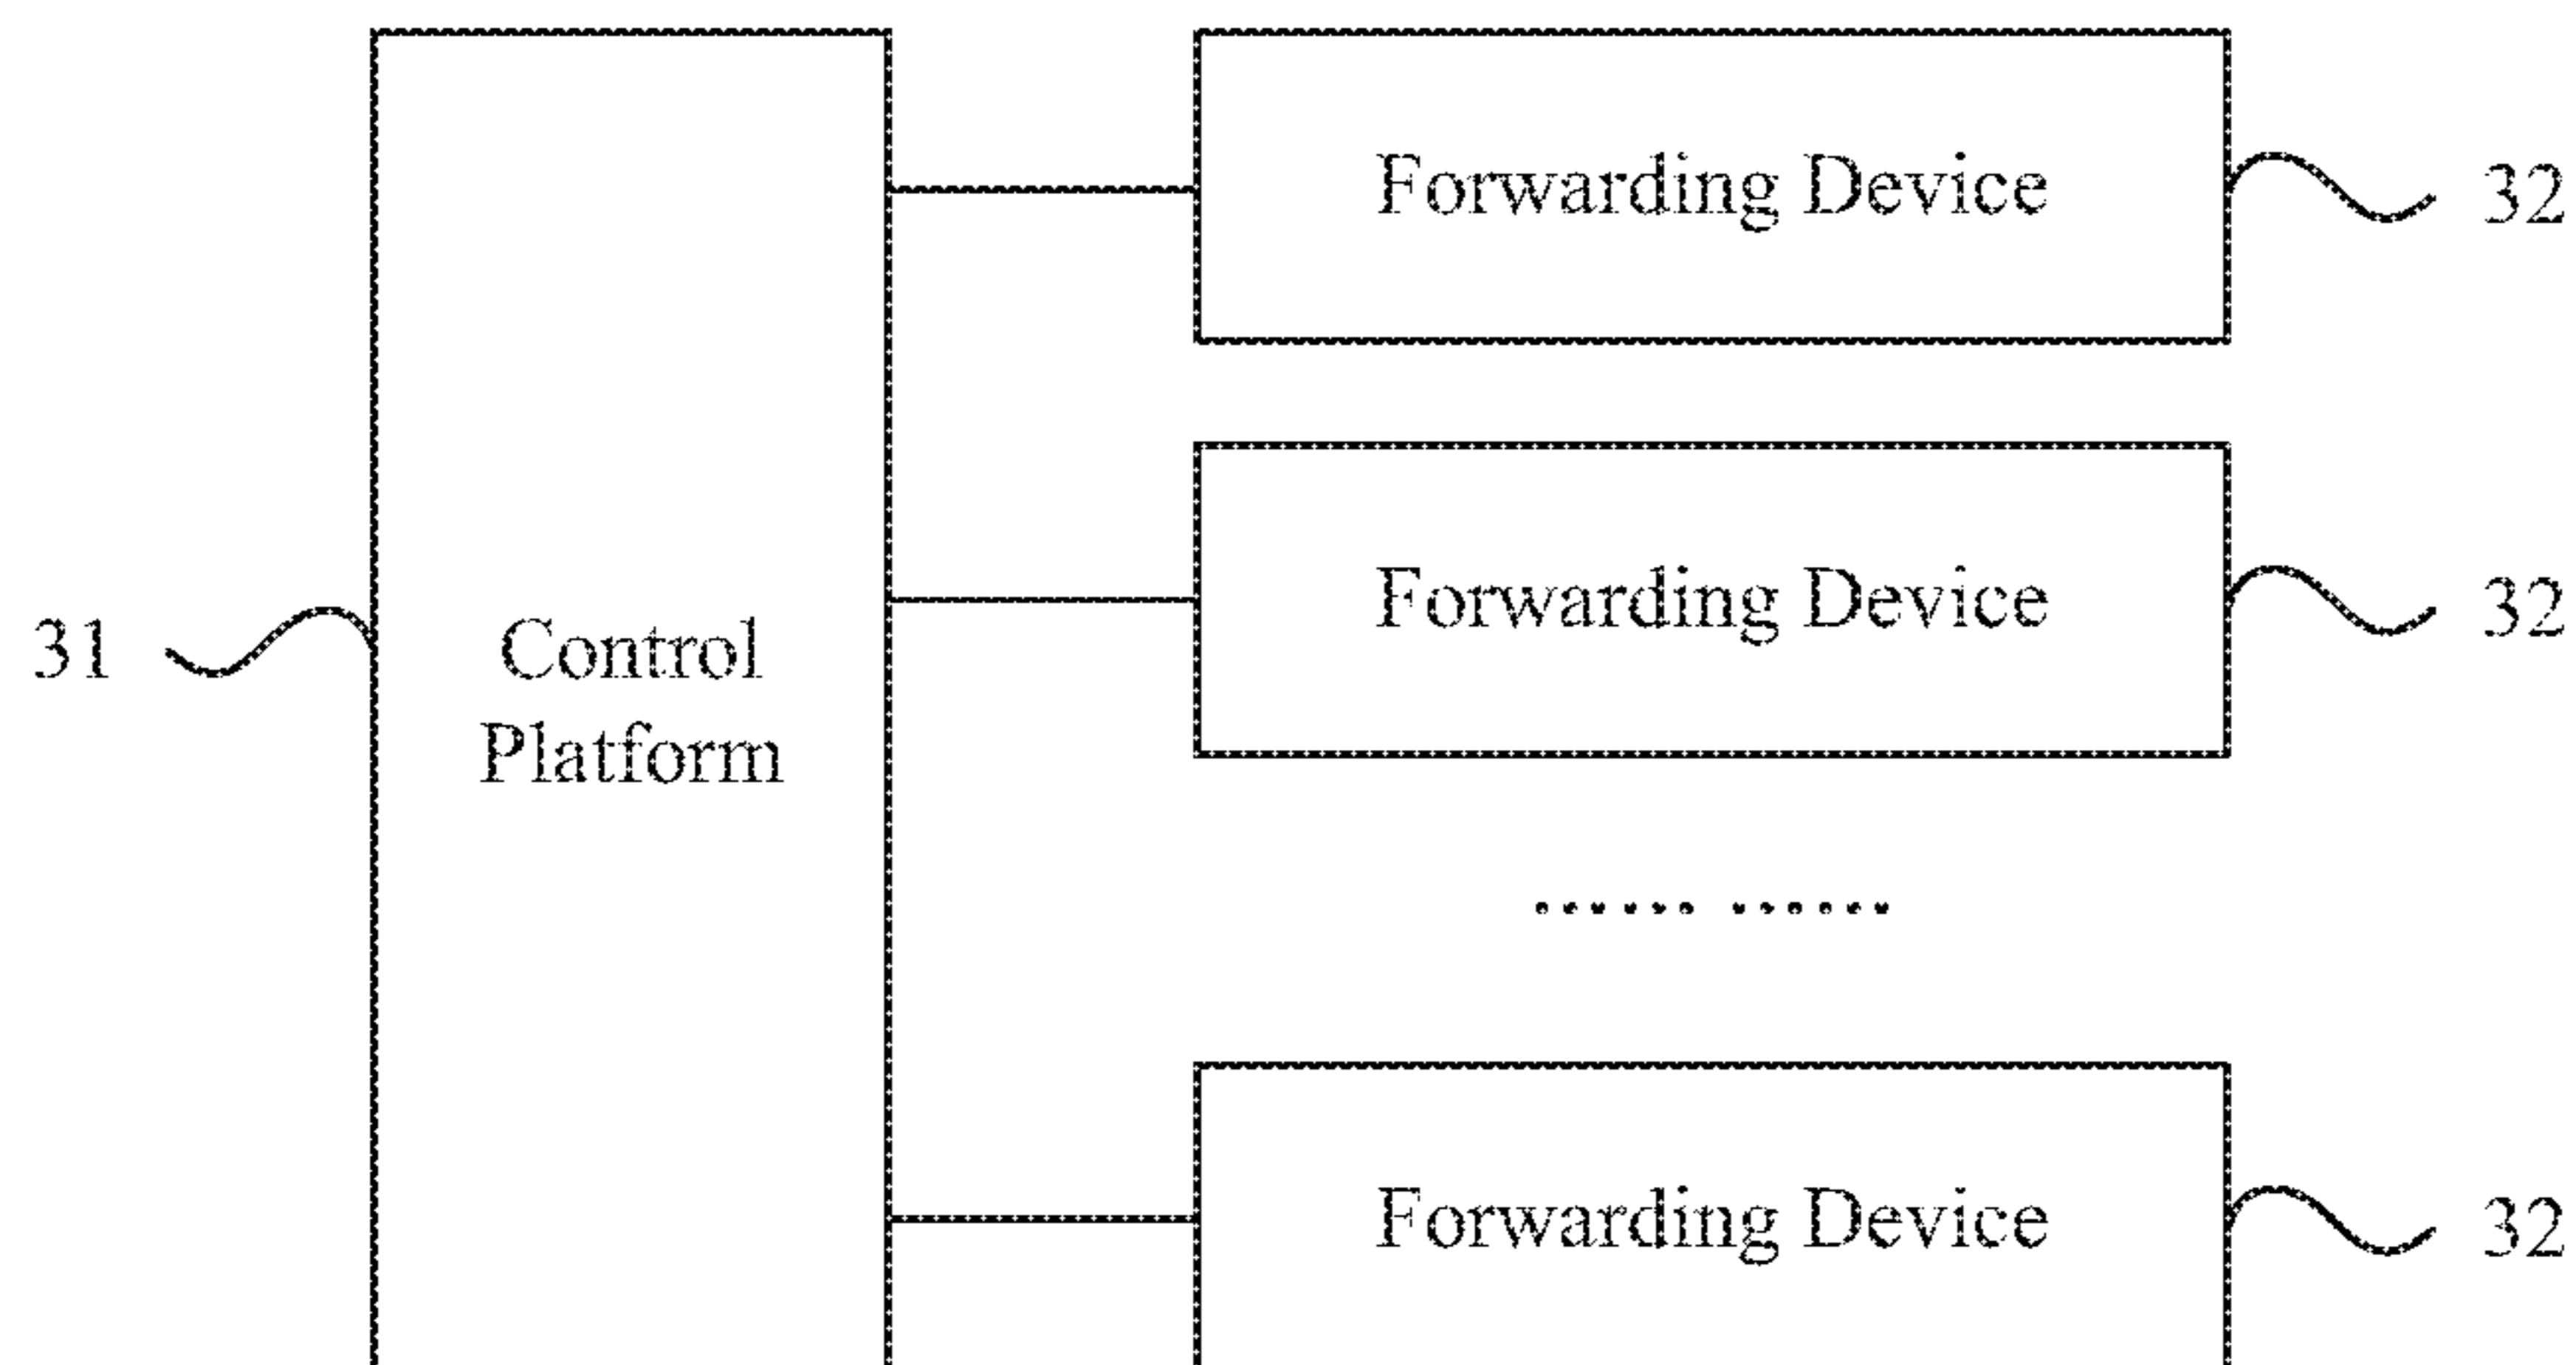 Forwarding Device
32
Forwarding Device
32
31
Control
Platform
…… ……
Forwarding Device
32